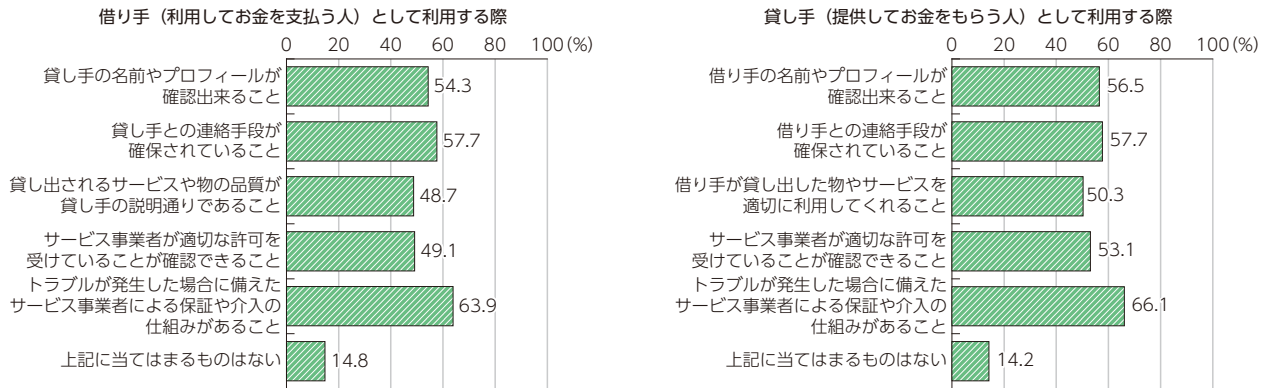 借り手（利用してお金を支払う人）として利用する際
0 20 40 60 80 100(%)
貸し手の名前やプロフィールが
確認出来ること
54.3
貸し手との連絡手段が
確保されていること
57.7
貸し出されるサービスや物の品質が
貸し手の説明通りであること
48.7
サービス事業者が適切な許可を
受けていることが確認できること
49.1
トラブルが発生した場合に備えた
サービス事業者による保証や介入の
仕組みがあること
63.9
上記に当てはまるものはない
14.8
貸し手（提供してお金をもらう人）として利用する際
0 20 40 60 80 100(%)
借り手の名前やプロフィールが
確認出来ること
56.5
借り手との連絡手段が
確保されていること
57.7
借り手が貸し出した物やサービスを
適切に利用してくれること
50.3
サービス事業者が適切な許可を
受けていることが確認できること
53.1
トラブルが発生した場合に備えた
サービス事業者による保証や介入の
仕組みがあること
66.1
上記に当てはまるものはない
14.2